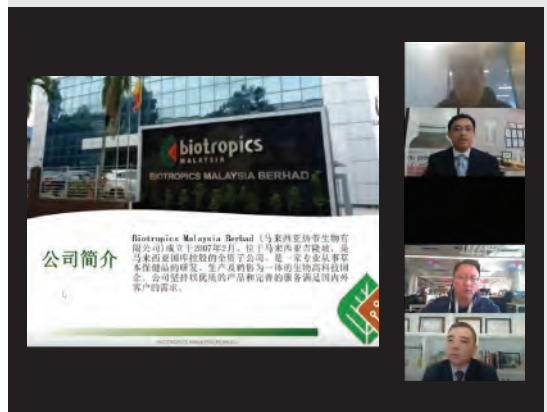 biotropics
MALAYSIA
BIOTROPICS MALAYSIA BERHAD
公司简介
Biotropics Malaysia Berhad (马来西亚热带生物有
限公司)成立于2007年2月, 位于马来西亚吉隆坡, 是
马来西亚国库控股的全资子公司。是一家专业从事草
本保健品的研发、生产及销售为一体的生物高科技国
企。公司坚持以优质的产品和完善的服务满足国内外
客户的需求。
BIOTROPICS MALAYSIA BERHAD